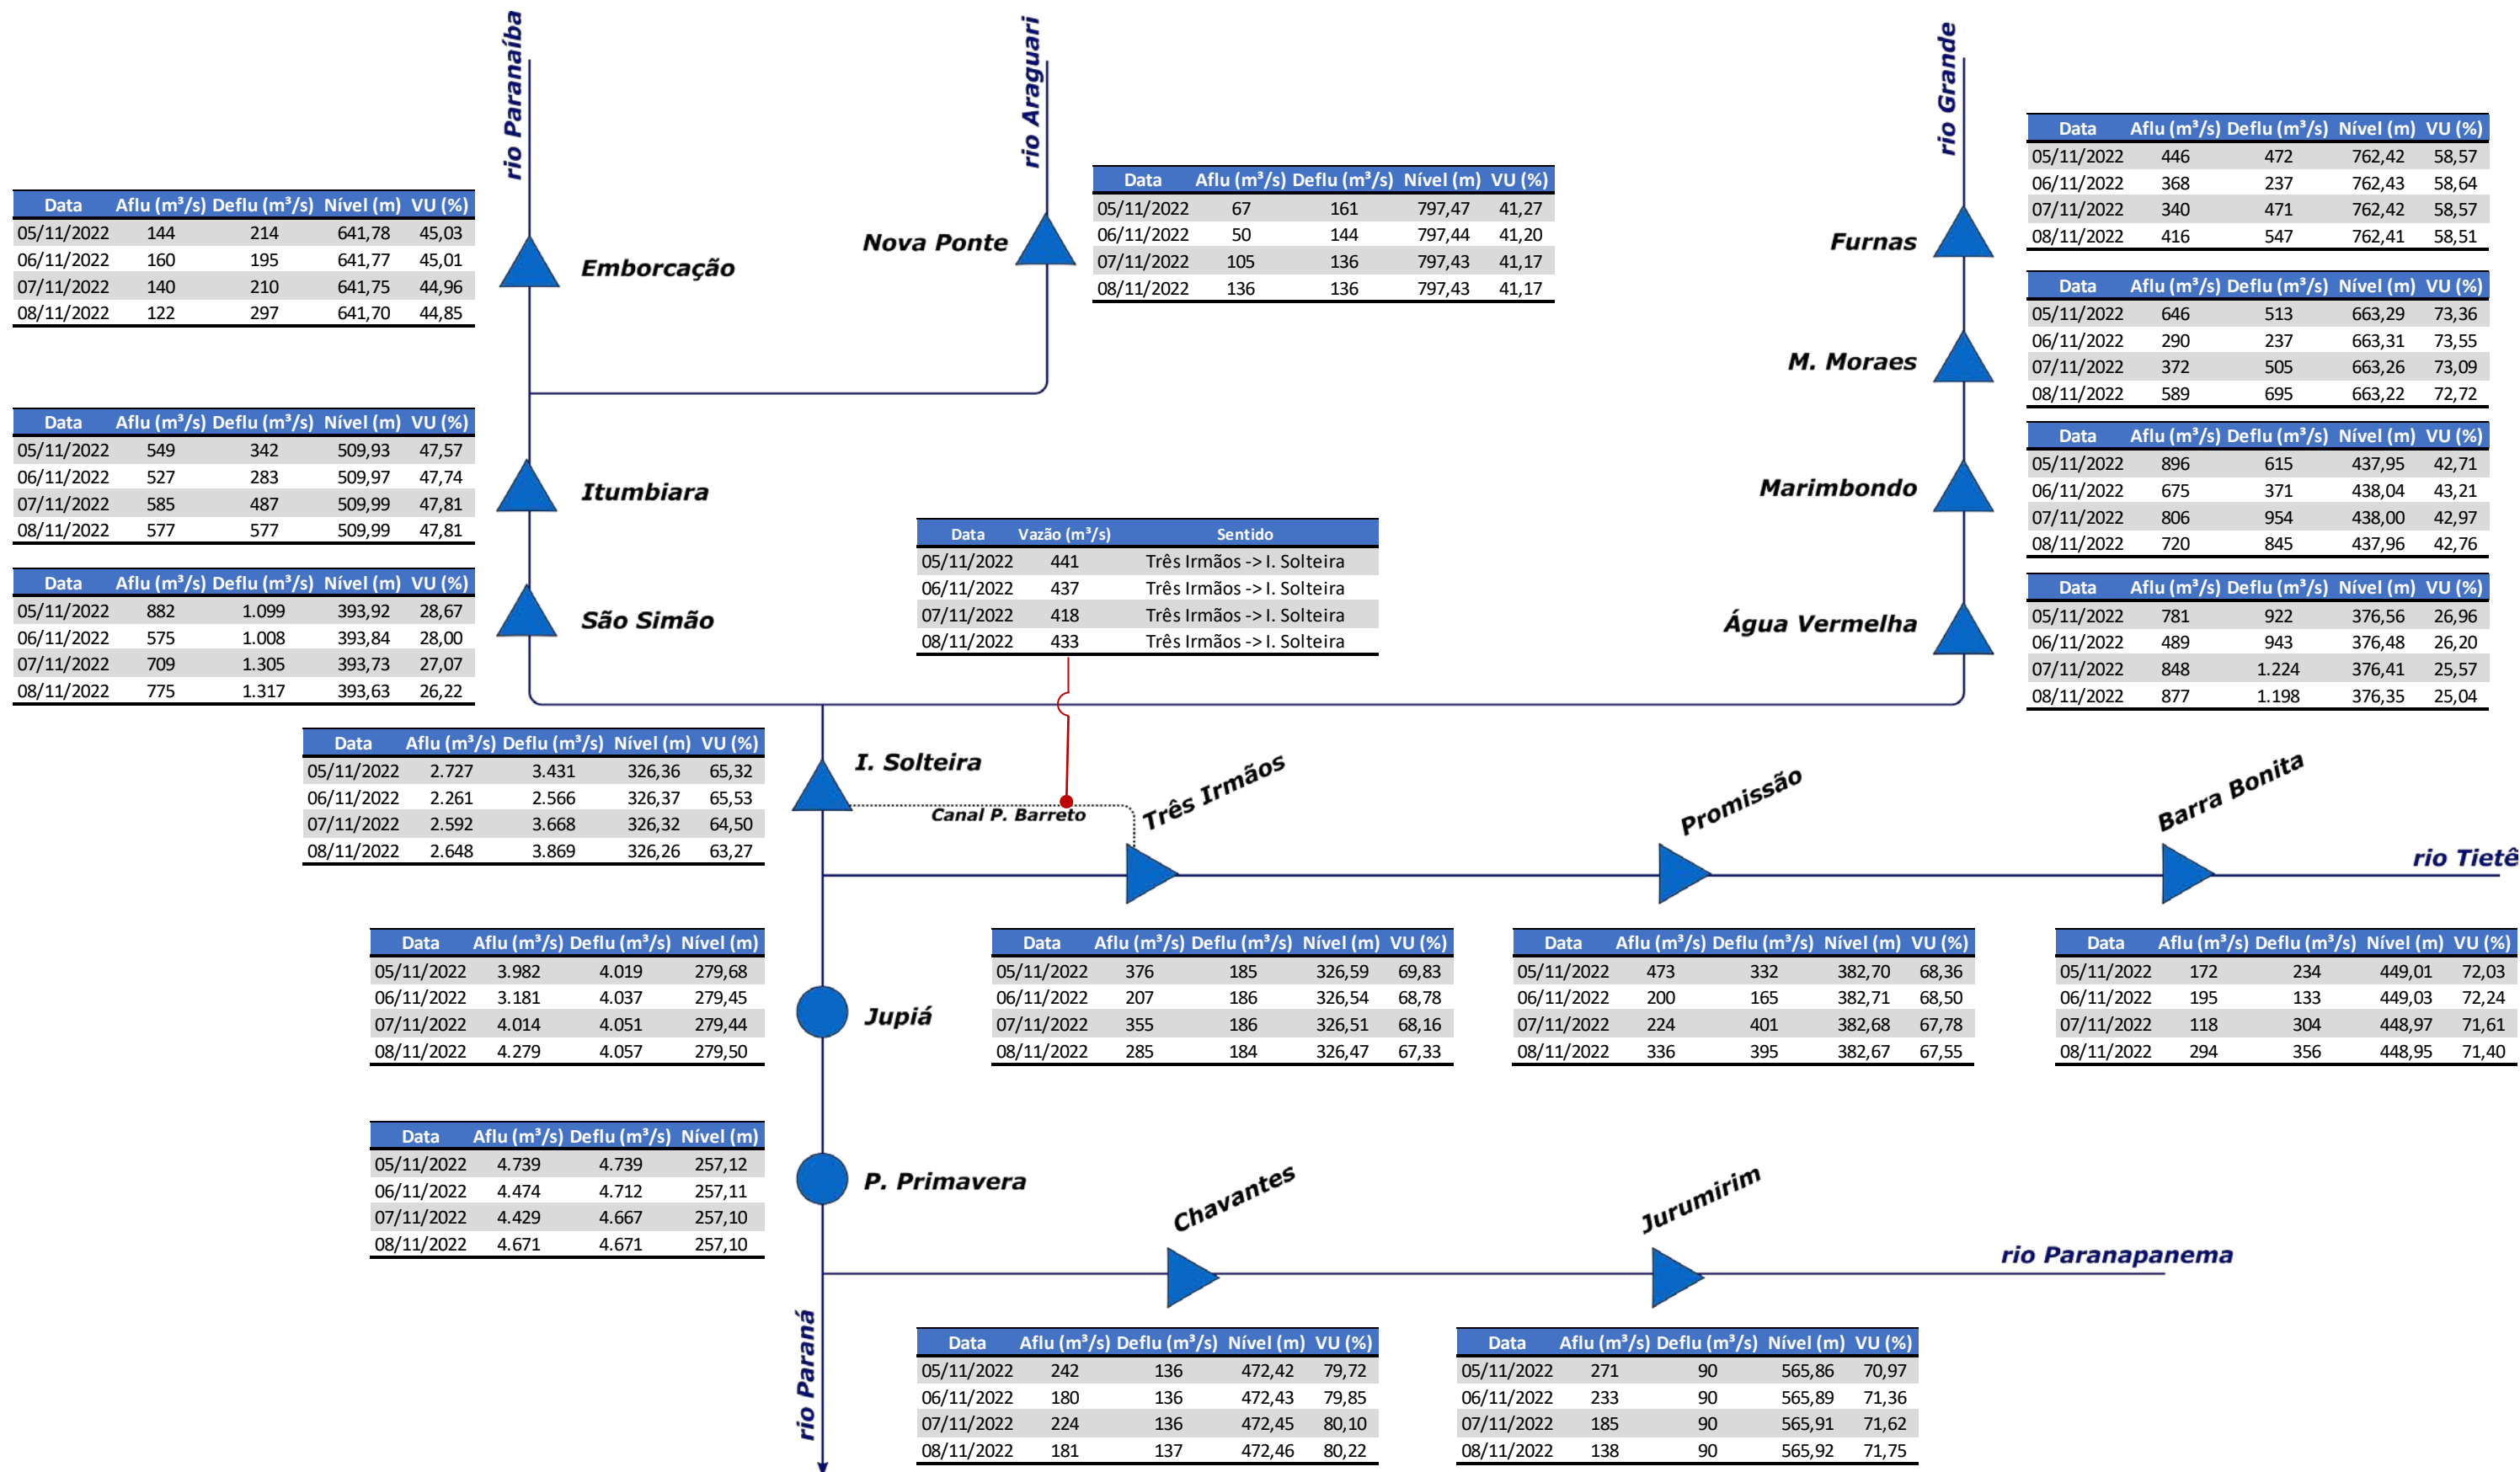 rio Paranaíba
rio Araguari
rio Grande
Data Aflu (m³/s) Deflu (m³/s) Nível (m) VU (%)
05/11/2022 144 214 641,78 45,03
06/11/2022 160 195 641,77 45,01
07/11/2022 140 210 641,75 44,96
08/11/2022 122 297 641,70 44,85
Emborcação
Nova Ponte
Data Aflu (m³/s) Deflu (m³/s) Nível (m) VU (%)
05/11/2022 67 161 797,47 41,27
06/11/2022 50 144 797,44 41,20
07/11/2022 105 136 797,43 41,17
08/11/2022 136 136 797,43 41,17
Furnas
Data Aflu (m³/s) Deflu (m³/s) Nível (m) VU (%)
05/11/2022 446 472 762,42 58,57
06/11/2022 368 237 762,43 58,64
07/11/2022 340 471 762,42 58,57
08/11/2022 416 547 762,41 58,51
M. Moraes
Data Aflu (m³/s) Deflu (m³/s) Nível (m) VU (%)
05/11/2022 646 513 663,29 73,36
06/11/2022 290 237 663,31 73,55
07/11/2022 372 505 663,26 73,09
08/11/2022 589 695 663,22 72,72
Data Aflu (m³/s) Deflu (m³/s) Nível (m) VU (%)
05/11/2022 549 342 509,93 47,57
06/11/2022 527 283 509,97 47,74
07/11/2022 585 487 509,99 47,81
08/11/2022 577 577 509,99 47,81
Itumbiara
Marimbondo
Data Aflu (m³/s) Deflu (m³/s) Nível (m) VU (%)
05/11/2022 896 615 437,95 42,71
06/11/2022 675 371 438,04 43,21
07/11/2022 806 954 438,00 42,97
08/11/2022 720 845 437,96 42,76
Data Aflu (m³/s) Deflu (m³/s) Nível (m) VU (%)
05/11/2022 882 1.099 393,92 28,67
06/11/2022 575 1.008 393,84 28,00
07/11/2022 709 1.305 393,73 27,07
08/11/2022 775 1.317 393,63 26,22
São Simão
Data Vazão (m³/s) Sentido
05/11/2022 441 Três Irmãos -> I. Solteira
06/11/2022 437 Três Irmãos -> I. Solteira
07/11/2022 418 Três Irmãos -> I. Solteira
08/11/2022 433 Três Irmãos -> I. Solteira
Água Vermelha
Data Aflu (m³/s) Deflu (m³/s) Nível (m) VU (%)
05/11/2022 781 922 376,56 26,96
06/11/2022 489 943 376,48 26,20
07/11/2022 848 1.224 376,41 25,57
08/11/2022 877 1.198 376,35 25,04
Data Aflu (m³/s) Deflu (m³/s) Nível (m) VU (%)
05/11/2022 2.727 3.431 326,36 65,32
06/11/2022 2.261 2.566 326,37 65,53
07/11/2022 2.592 3.668 326,32 64,50
08/11/2022 2.648 3.869 326,26 63,27
I. Solteira
Canal P. Barreto
Três Irmãos
Promissão
Barra Bonita
rio Tietê
Data Aflu (m³/s) Deflu (m³/s) Nível (m)
05/11/2022 3.982 4.019 279,68
06/11/2022 3.181 4.037 279,45
07/11/2022 4.014 4.051 279,44
08/11/2022 4.279 4.057 279,50
Jupiá
Data Aflu (m³/s) Deflu (m³/s) Nível (m) VU (%)
05/11/2022 376 185 326,59 69,83
06/11/2022 207 186 326,54 68,78
07/11/2022 355 186 326,51 68,16
08/11/2022 285 184 326,47 67,33
Data Aflu (m³/s) Deflu (m³/s) Nível (m) VU (%)
05/11/2022 473 332 382,70 68,36
06/11/2022 200 165 382,71 68,50
07/11/2022 224 401 382,68 67,78
08/11/2022 336 395 382,67 67,55
Data Aflu (m³/s) Deflu (m³/s) Nível (m) VU (%)
05/11/2022 172 234 449,01 72,03
06/11/2022 195 133 449,03 72,24
07/11/2022 118 304 448,97 71,61
08/11/2022 294 356 448,95 71,40
Data Aflu (m³/s) Deflu (m³/s) Nível (m)
05/11/2022 4.739 4.739 257,12
06/11/2022 4.474 4.712 257,11
07/11/2022 4.429 4.667 257,10
08/11/2022 4.671 4.671 257,10
P. Primavera
Chavantes
Jurumirim
rio Paranapanema
rio Paraná
Data Aflu (m³/s) Deflu (m³/s) Nível (m) VU (%)
05/11/2022 242 136 472,42 79,72
06/11/2022 180 136 472,43 79,85
07/11/2022 224 136 472,45 80,10
08/11/2022 181 137 472,46 80,22
Data Aflu (m³/s) Deflu (m³/s) Nível (m) VU (%)
05/11/2022 271 90 565,86 70,97
06/11/2022 233 90 565,89 71,36
07/11/2022 185 90 565,91 71,62
08/11/2022 138 90 565,92 71,75